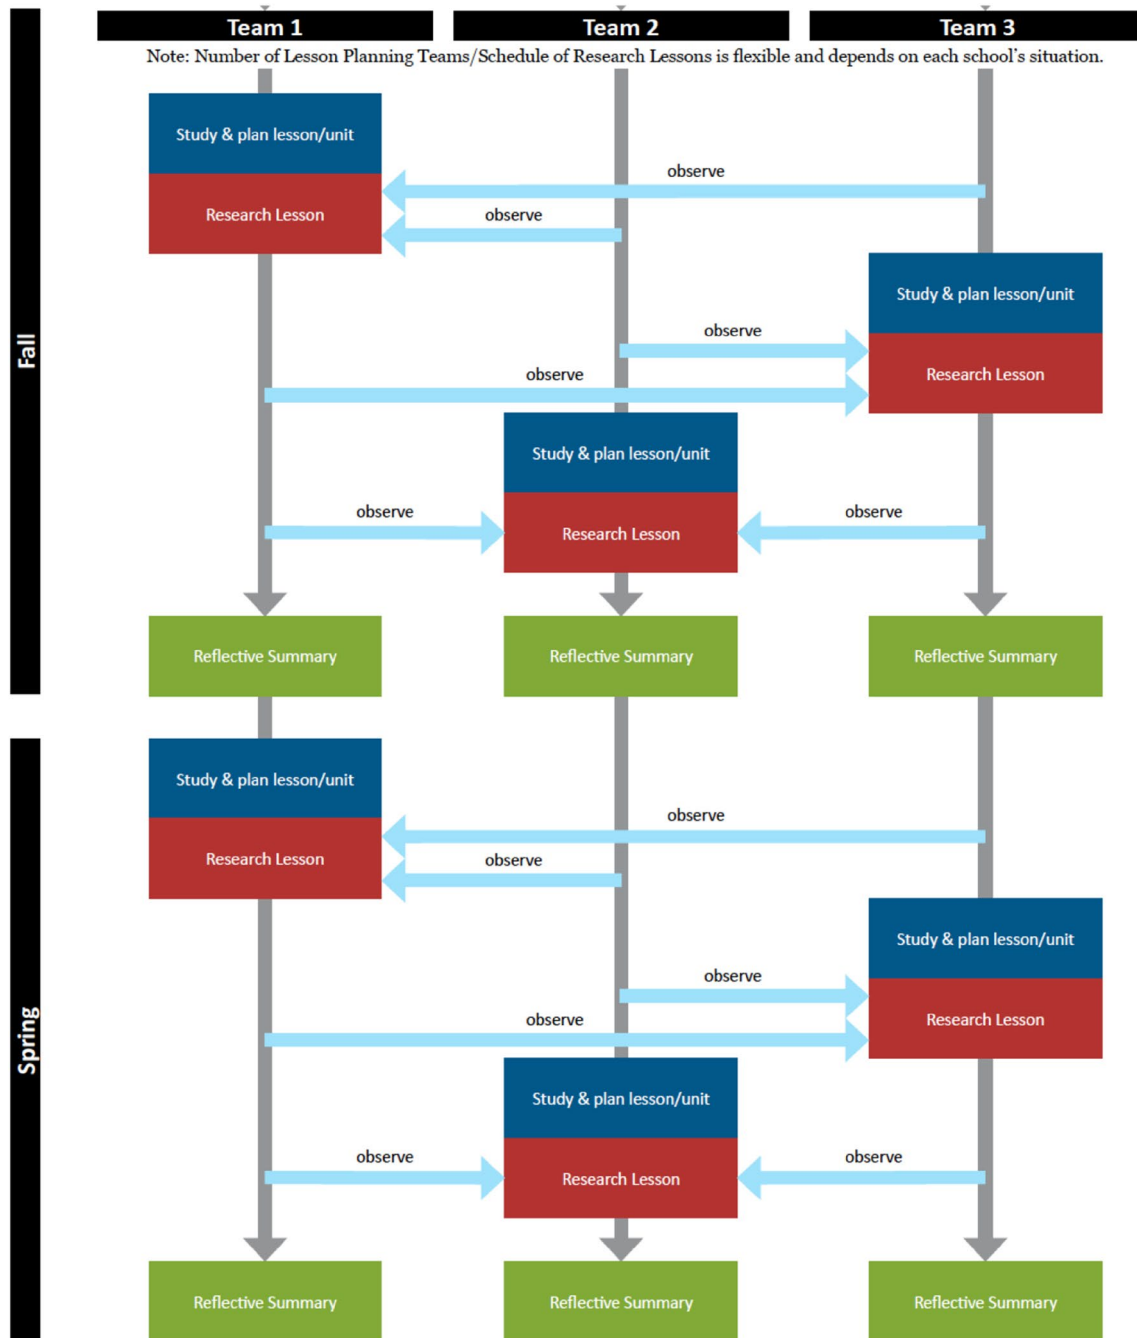 Team 1
Team 2
Team 3
Note: Number of Lesson Planning Teams/Schedule of Research Lessons is flexible and depends on each school’s situation.
Fall
Study & plan lesson/unit
observe
Research Lesson
observe
Study & plan lesson/unit
observe
observe
Research Lesson
Study & plan lesson/unit
observe
Research Lesson
observe
Reflective Summary
Reflective Summary
Reflective Summary
Spring
Study & plan lesson/unit
observe
Research Lesson
observe
Study & plan lesson/unit
observe
observe
Research Lesson
Study & plan lesson/unit
observe
Research Lesson
observe
Reflective Summary
Reflective Summary
Reflective Summary